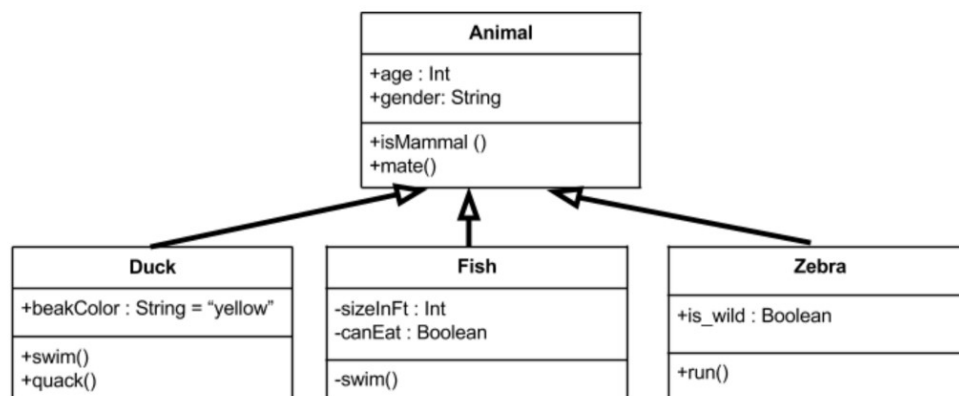 Animal
+age : Int
+gender: String
+isMammal ()
+mate()
Duck
+beakColor : String = “yellow”
+swim()
+quack()
Fish
-sizeInFt : Int
-canEat : Boolean
-swim()
Zebra
+is_wild : Boolean
+run()